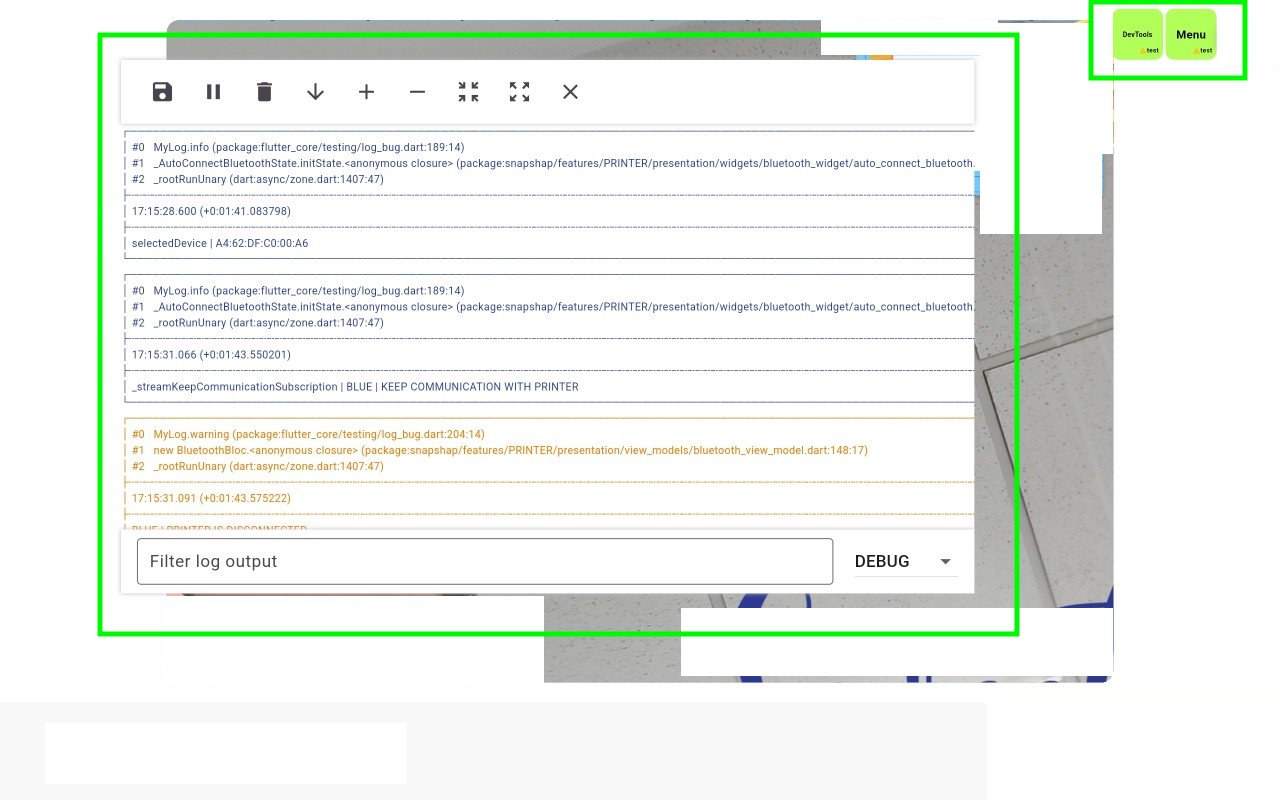 DevTools
test
Menu
test
#0 MyLog.info (package:flutter_core/testing/log_bug.dart:189:14)
#1 _AutoConnectBluetoothState.initState.<anonymous closure> (package:snapshap/features/PRINTER/presentation/widgets/bluetooth_widget/auto_connect_bluetooth.
#2 _rootRunUnary (dart:async/zone.dart:1407:47)
17:15:28.600 (+0:01:41.083798)
selectedDevice | A4:62:DF:C0:00:A6
#0 MyLog.info (package:flutter_core/testing/log_bug.dart:189:14)
#1 _AutoConnectBluetoothState.initState.<anonymous closure> (package:snapshap/features/PRINTER/presentation/widgets/bluetooth_widget/auto_connect_bluetooth.
#2 _rootRunUnary (dart:async/zone.dart:1407:47)
17:15:31.066 (+0:01:43.550201)
_streamKeepCommunicationSubscription | BLUE | KEEP COMMUNICATION WITH PRINTER
#0 MyLog.warning (package:flutter_core/testing/log_bug.dart:204:14)
#1 new BluetoothBloc.<anonymous closure> (package:snapshap/features/PRINTER/presentation/view_models/bluetooth_view_model.dart:148:17)
#2 _rootRunUnary (dart:async/zone.dart:1407:47)
17:15:31.091 (+0:01:43.575222)
BLUE | PRINTER IS DISCONNECTED
Filter log output
DEBUG